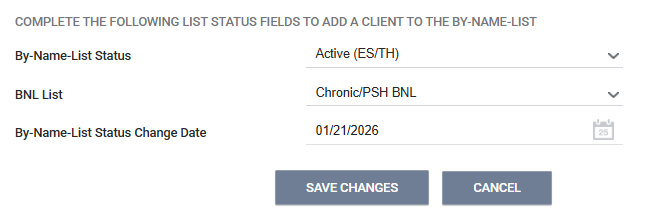 COMPLETE THE FOLLOWING LIST STATUS FIELDS TO ADD A CLIENT TO THE BY-NAME-LIST
By-Name-List Status Active (ES/TH)
BNL List Chronic/PSH BNL
By-Name-List Status Change Date 01/21/2026 25
SAVE CHANGES CANCEL